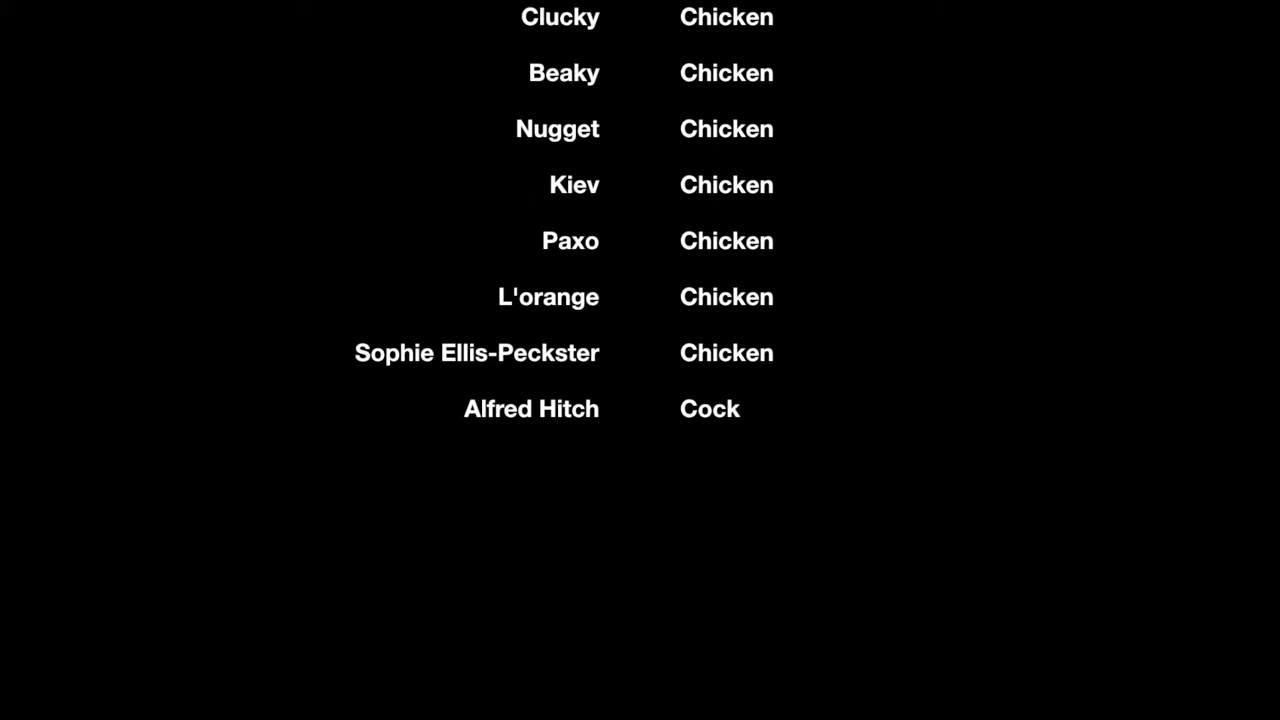 Clucky Chicken
Beaky Chicken
Nugget Chicken
Kiev Chicken
Paxo Chicken
L'orange Chicken
Sophie Ellis-Peckster Chicken
Alfred Hitch Cock